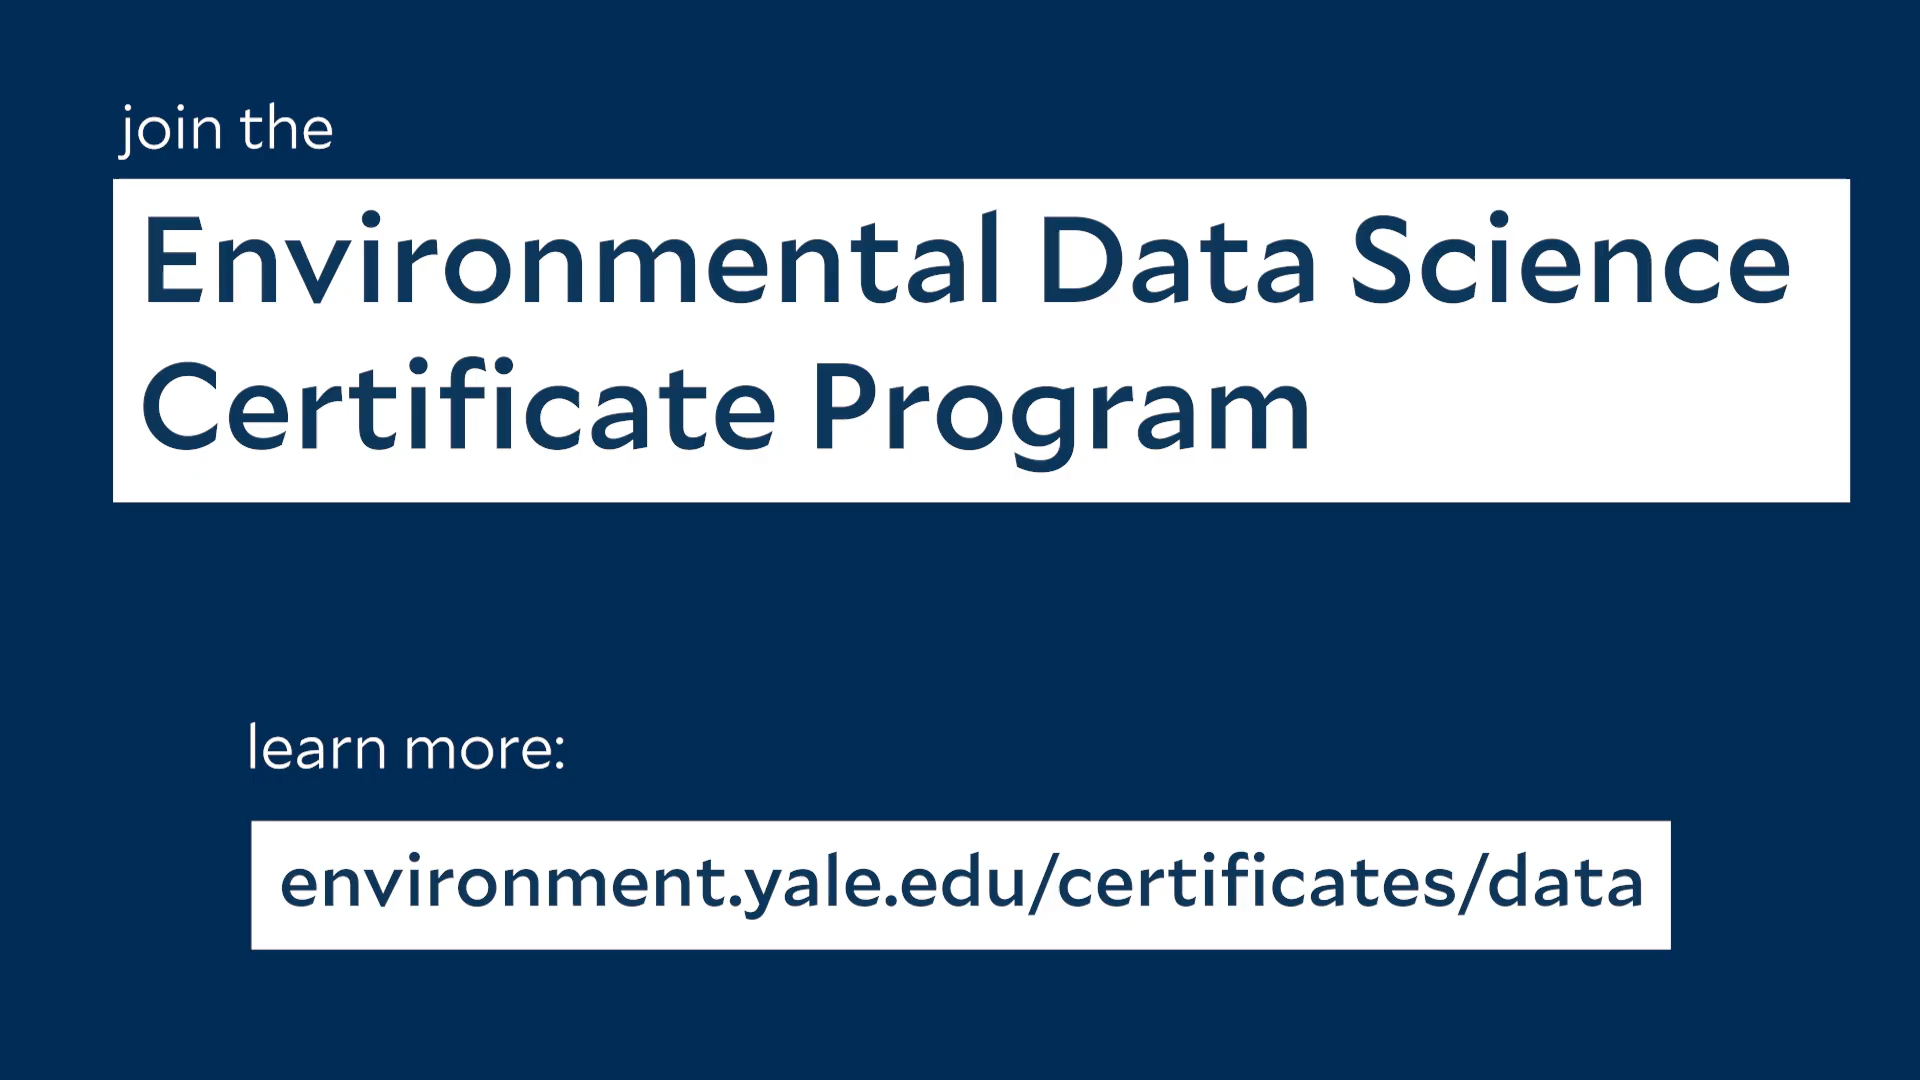 join the
Environmental Data Science
Certificate Program
learn more:
environment.yale.edu/certificates/data